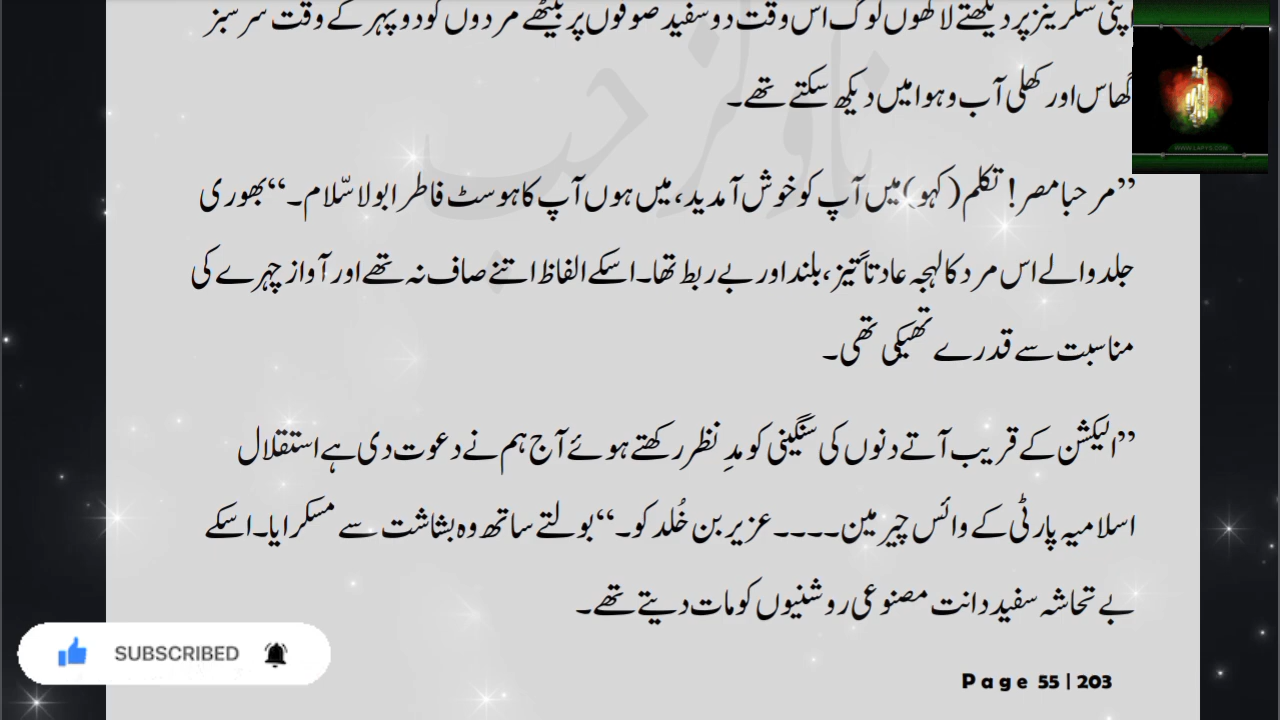 اپنی سکرینز پر دیکھتے لاکھوں لوگ اس وقت دو سفید صوفوں پر بیٹھے مردوں کو دوپہر کے وقت سرسبز
گھاس اور کھلی آب و ہوا میں دیکھ سکتے تھے۔
”مرحبا مصر! تکلم (کہو) میں آپ کو خوش آمدید، میں ہوں آپ کا ہوسٹ فاطر ابولاسّلام۔“ بھوری
جلد والے اس مرد کا لہجہ عادتاً تیز، بلند اور بے ربط تھا۔ اسکے الفاظ اتنے صاف نہ تھے اور آواز چہرے کی
مناسبت سے قدرے تھیکی تھی۔
”الیکشن کے قریب آتے دنوں کی سنگینی کو مدِ نظر رکھتے ہوئے آج ہم نے دعوت دی ہے استقلال
اسلامیہ پارٹی کے وائس چیرمین۔۔۔۔ عزیر بن خُلد کو۔“ بولتے ساتھ وہ بشاشت سے مسکرایا۔ اسکے
بے تحاشہ سفید دانت مصنوعی روشنیوں کو مات دیتے تھے۔
SUBSCRIBED
Page 55 | 203